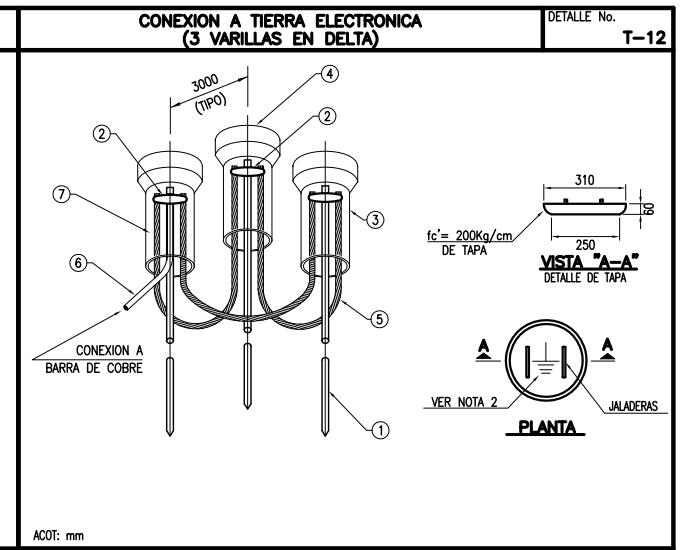 CONEXION A TIERRA ELECTRONICA
(3 VARILLAS EN DELTA)
DETALLE No.
T-12
3000
(TIPO)
4
2
2
7
3
6
5
CONEXION A
BARRA DE COBRE
1
310
60
fc'= 200Kg/cm
DE TAPA
250
VISTA "A-A"
DETALLE DE TAPA
A
A
VER NOTA 2
JALADERAS
PLANTA
ACOT: mm